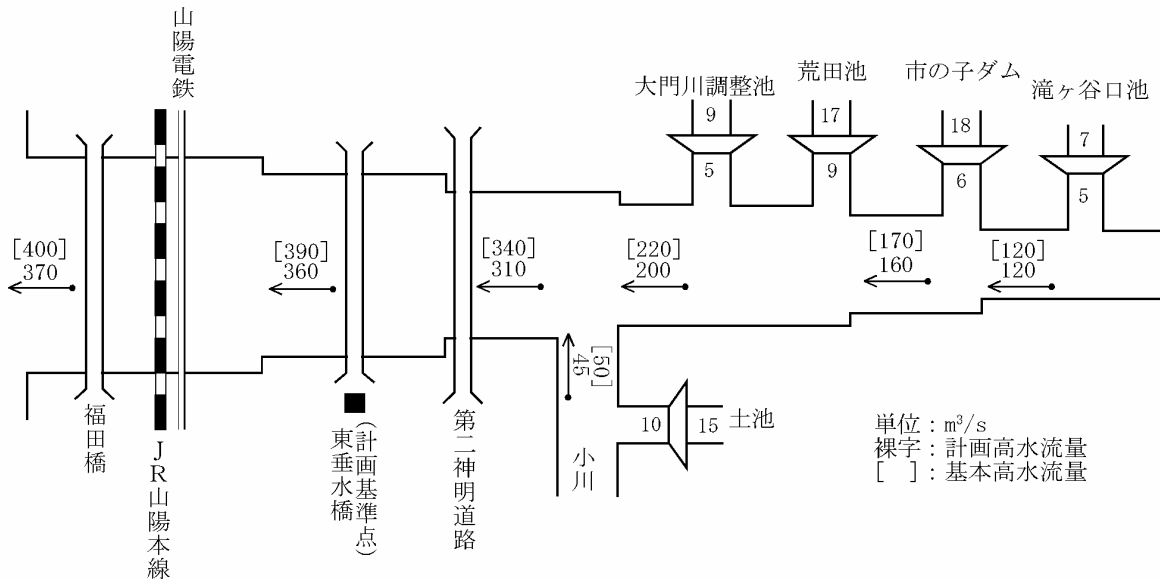 山陽電鉄
大門川調整池
荒田池
市の子ダム
滝ヶ谷口池
9
17
18
7
5
9
6
5
[400]
370
[390]
360
[340]
310
[220]
200
[170]
160
[120]
120
[50]
45
10
15
土池
小川
福田橋
JR山陽本線
東垂水橋
(計画基準点)
第二神明道路
単位:m³/s
裸字:計画高水流量
[ ]:基本高水流量